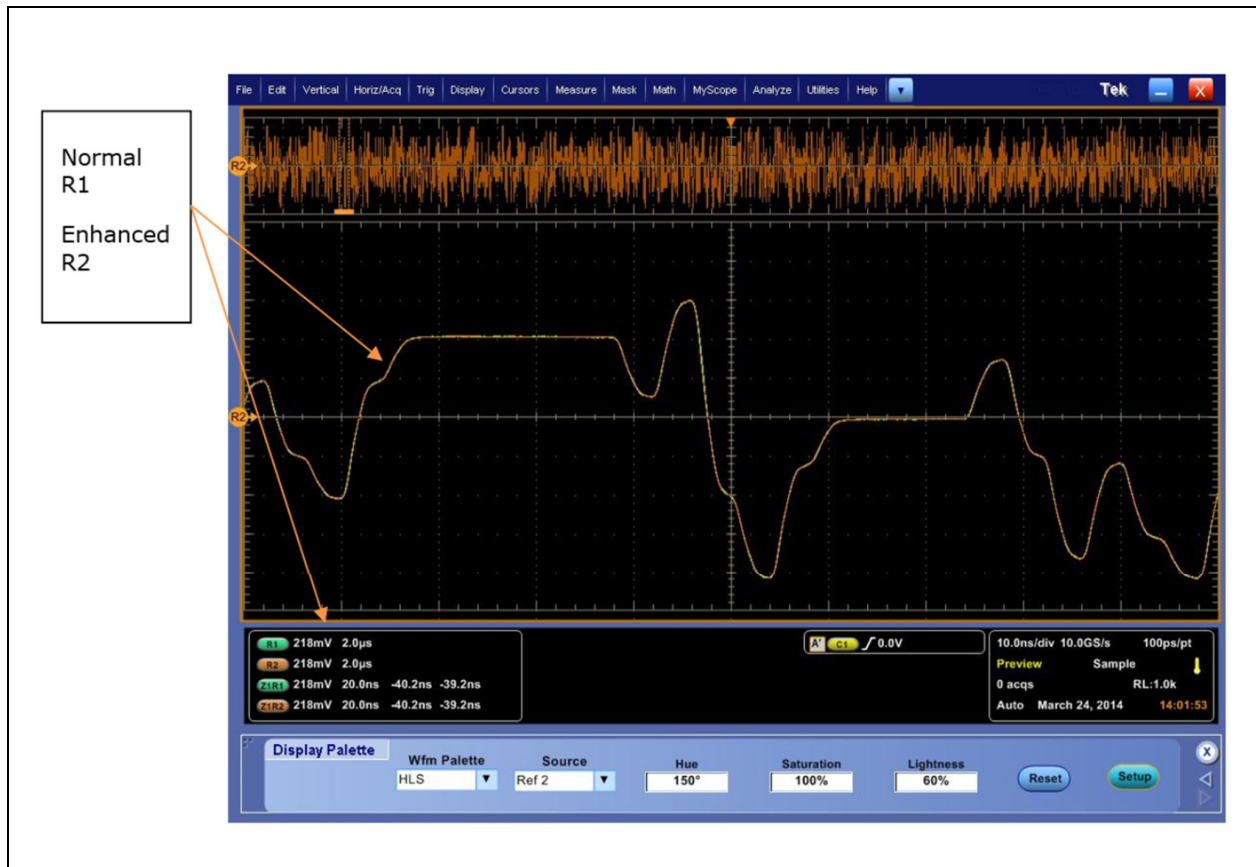 File Edit Vertical Horiz/Acq Trig Display Cursors Measure Mask Math MyScope Analyze Utilities Help Tek X
Normal
R1
Enhanced
R2
R2
R2
R1 218mV 2.0µs
R2 218mV 2.0µs
Z1R1 218mV 20.0ns -40.2ns -39.2ns
Z1R2 218mV 20.0ns -40.2ns -39.2ns
A' C1 0.0V
10.0ns/div 10.0GS/s 100ps/pt
Preview Sample
0 acqs RL:1.0k
Auto March 24, 2014 14:01:53
Display Palette
Wfm Palette Source Hue Saturation Lightness
HLS Ref 2 150° 100% 60% Reset Setup X